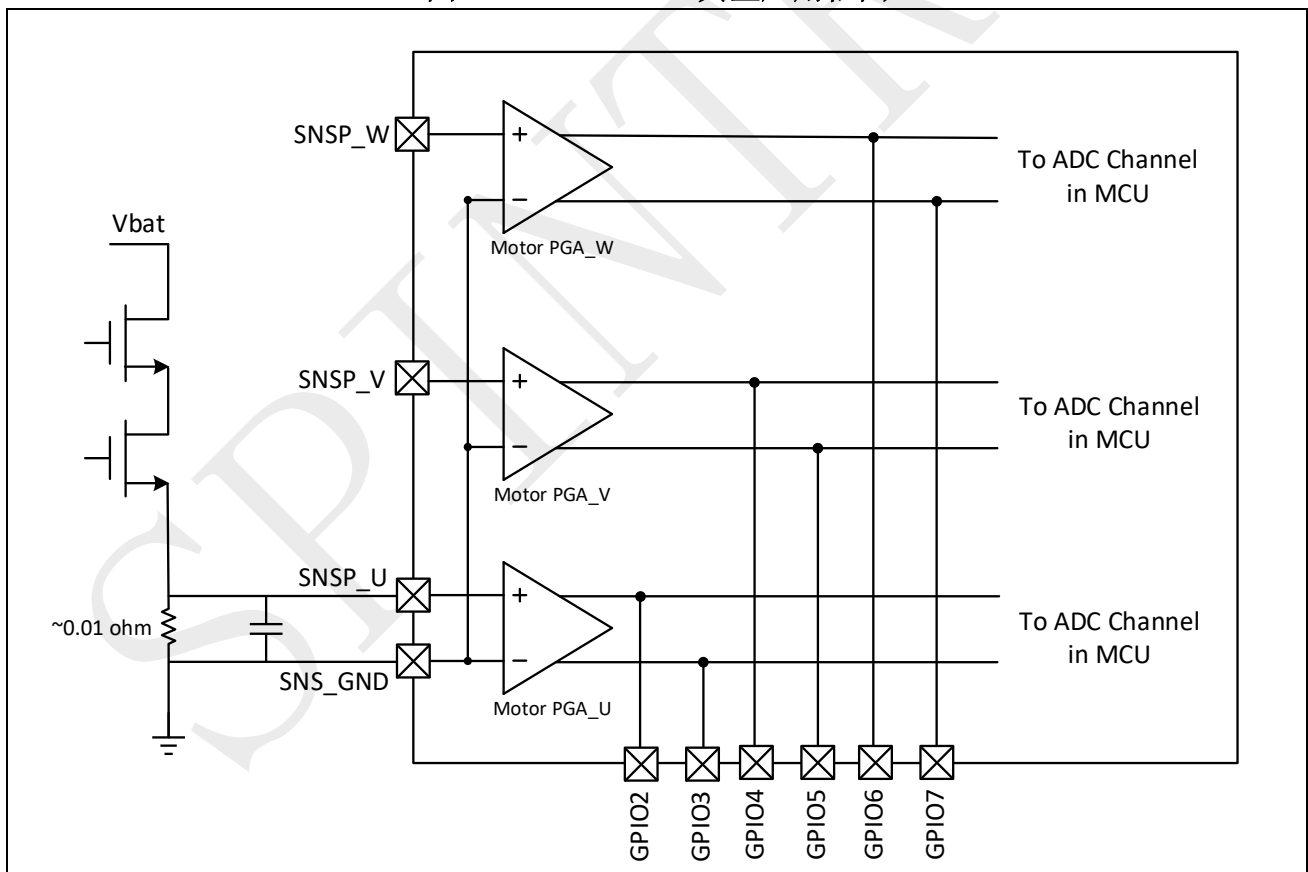 SNSP_W
+
−
Motor PGA_W
To ADC Channel
in MCU
Vbat
SNSP_V
+
−
Motor PGA_V
To ADC Channel
in MCU
SNSP_U
+
−
Motor PGA_U
To ADC Channel
in MCU
~0.01 ohm
SNS_GND
GPIO2
GPIO3
GPIO4
GPIO5
GPIO6
GPIO7